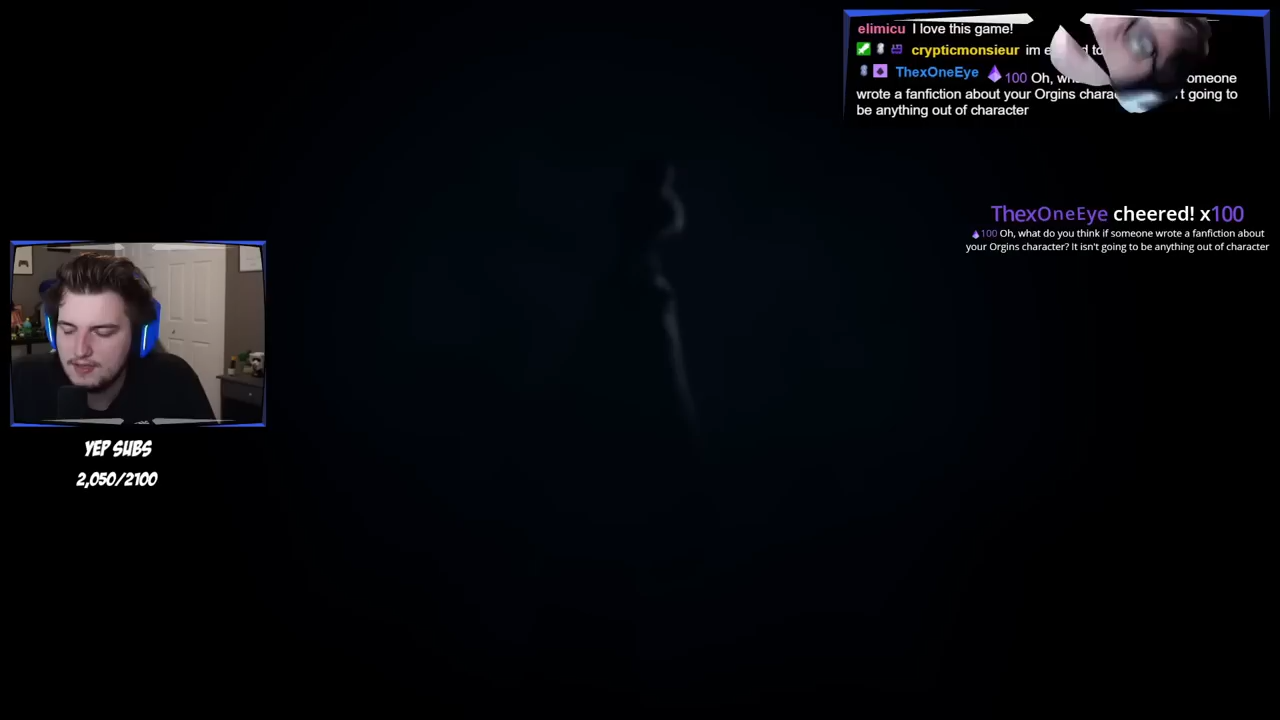 elimicu I love this game!
crypticmonsieur im e
ThexOneEye 100 Oh, omeone
wrote a fanfiction about your Orgins t going to
be anything out of character
ThexOneEye cheered! x100
100 Oh, what do you think if someone wrote a fanfiction about
your Orgins character? It isn't going to be anything out of character
YEP SUBS
2,050/2100